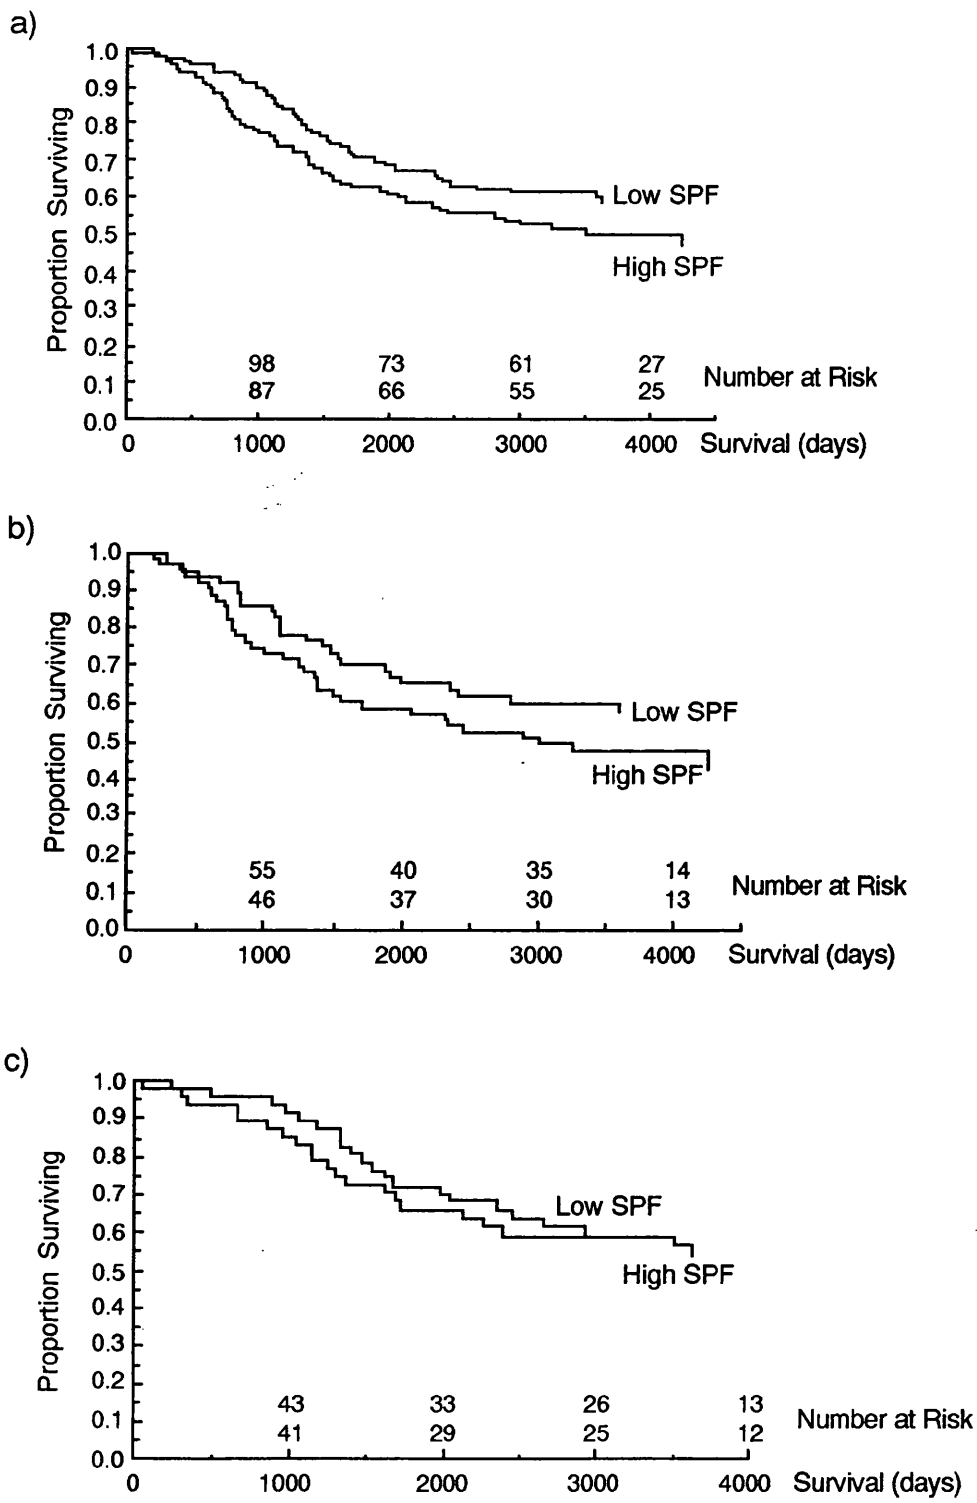 a)
1.0
0.9
0.8
0.7
0.6
0.5
0.4
0.3
0.2
0.1
0.0
Proportion Surviving
Low SPF
High SPF
98 73 61 27
87 66 55 25
Number at Risk
0 1000 2000 3000 4000 Survival (days)
b)
1.0
0.9
0.8
0.7
0.6
0.5
0.4
0.3
0.2
0.1
0.0
Proportion Surviving
Low SPF
High SPF
55 40 35 14
46 37 30 13
Number at Risk
0 1000 2000 3000 4000 Survival (days)
c)
1.0
0.9
0.8
0.7
0.6
0.5
0.4
0.3
0.2
0.1
0.0
Proportion Surviving
Low SPF
High SPF
43 33 26 13
41 29 25 12
Number at Risk
0 1000 2000 3000 4000 Survival (days)